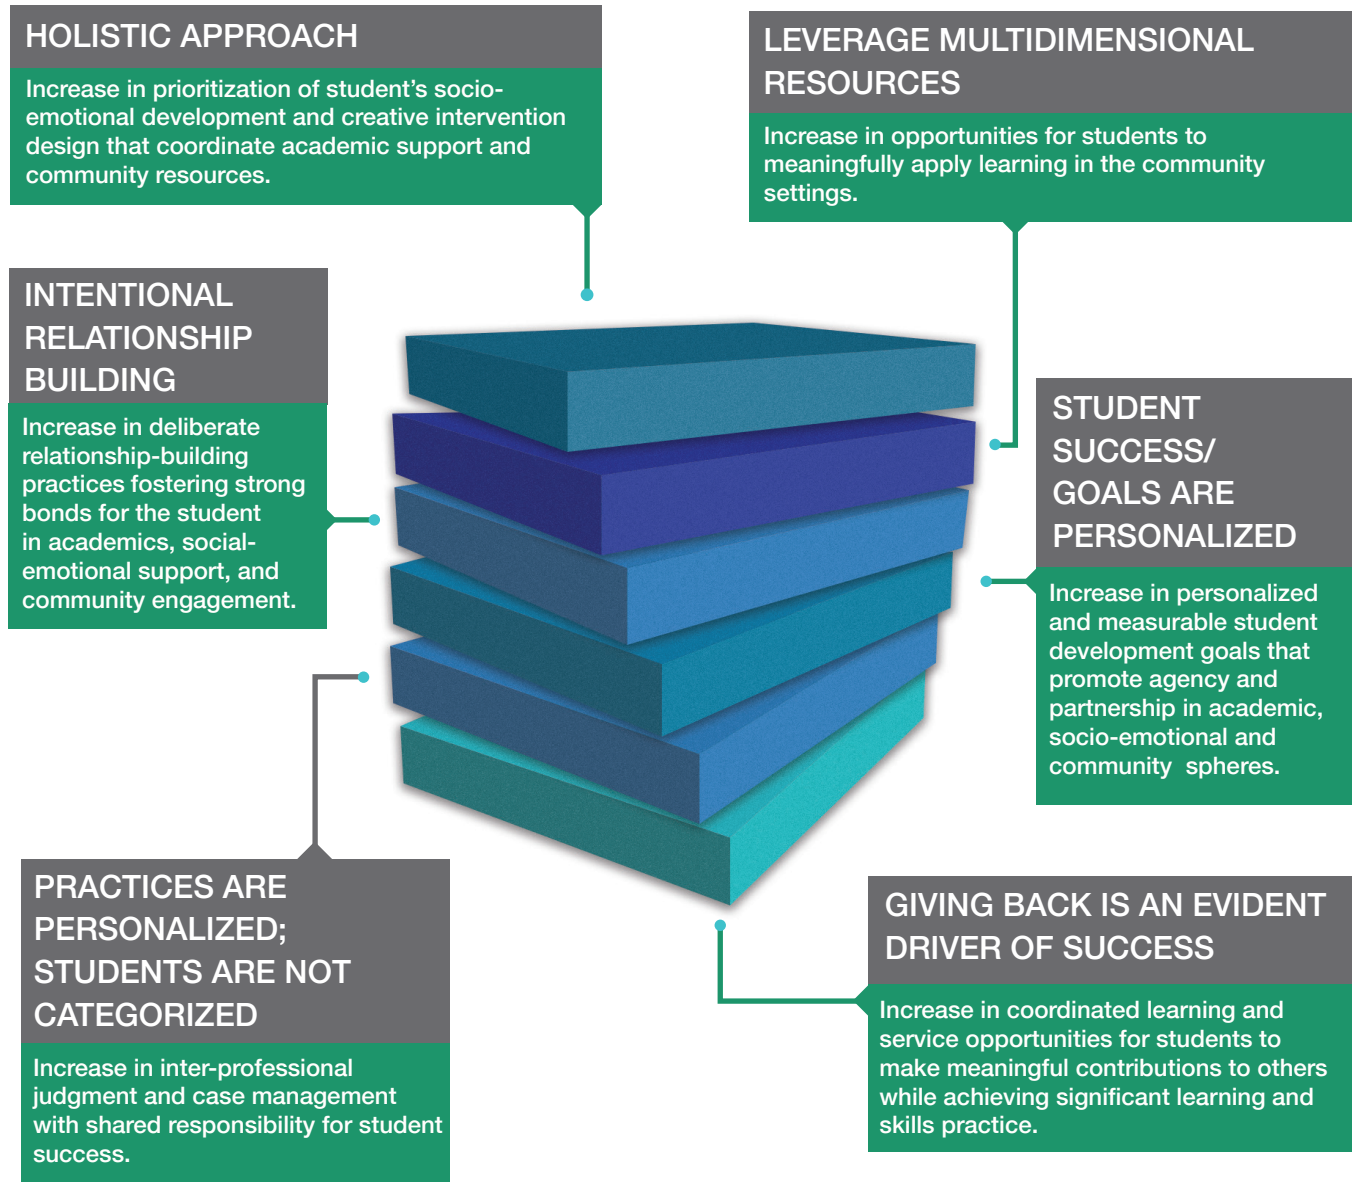 HOLISTIC APPROACH
Increase in prioritization of student’s socio-
emotional development and creative intervention
design that coordinate academic support and
community resources.
LEVERAGE MULTIDIMENSIONAL
RESOURCES
Increase in opportunities for students to
meaningfully apply learning in the community
settings.
INTENTIONAL
RELATIONSHIP
BUILDING
Increase in deliberate
relationship-building
practices fostering strong
bonds for the student
in academics, social-
emotional support, and
community engagement.
STUDENT
SUCCESS/
GOALS ARE
PERSONALIZED
Increase in personalized
and measurable student
development goals that
promote agency and
partnership in academic,
socio-emotional and
community spheres.
PRACTICES ARE
PERSONALIZED;
STUDENTS ARE NOT
CATEGORIZED
Increase in inter-professional
judgment and case management
with shared responsibility for student
success.
GIVING BACK IS AN EVIDENT
DRIVER OF SUCCESS
Increase in coordinated learning and
service opportunities for students to
make meaningful contributions to others
while achieving significant learning and
skills practice.